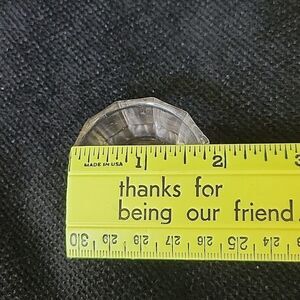 1 2 3
MADE IN USA
thanks for
being our friend.
30 29 28 27 26 25 24